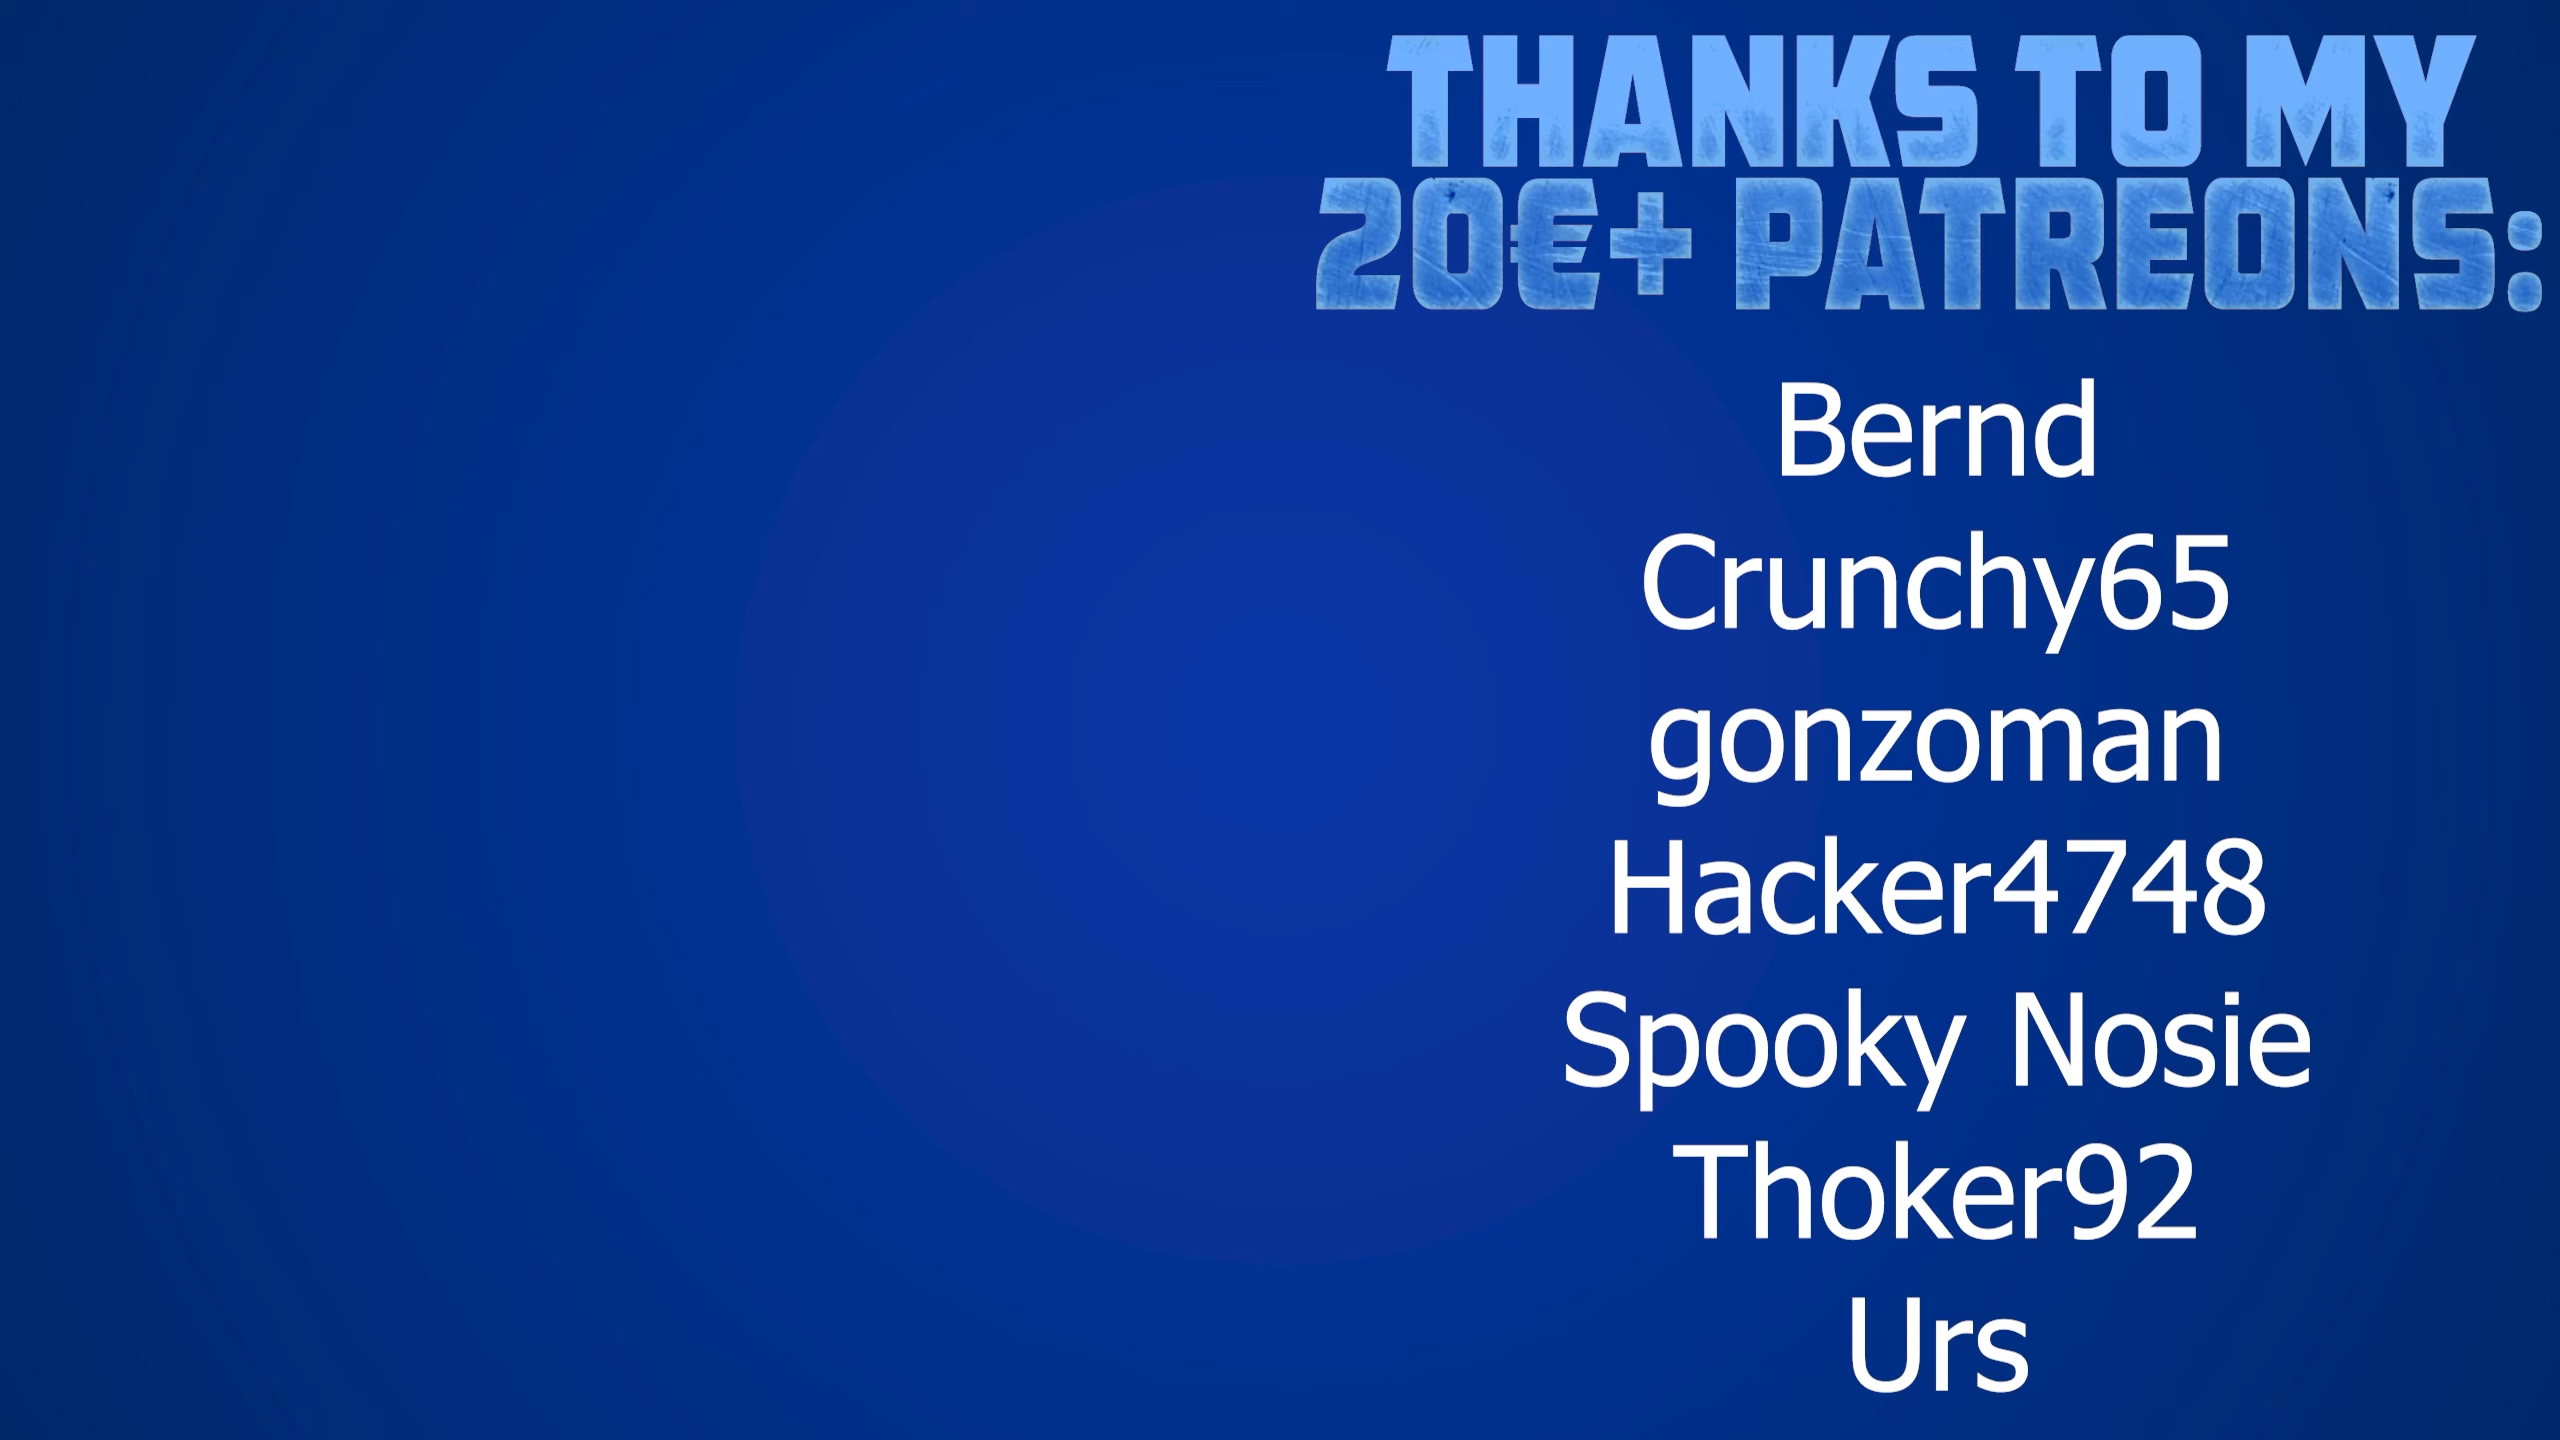 THANKS TO MY
20€+ PATREONS:
Bernd
Crunchy65
gonzoman
Hacker4748
Spooky Nosie
Thoker92
Urs